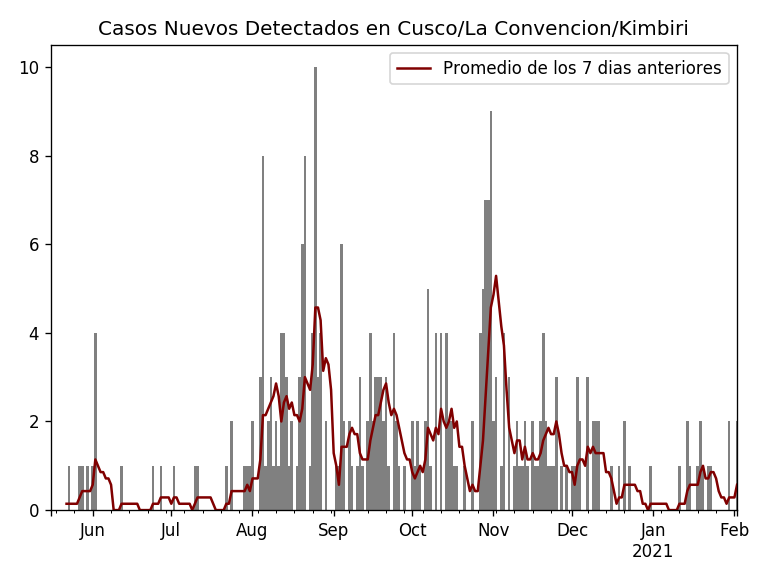 Casos Nuevos Detectados en Cusco/La Convencion/Kimbiri
Promedio de los 7 dias anteriores
10
8
6
4
2
0
Jun Jul Aug Sep Oct Nov Dec Jan Feb
2021